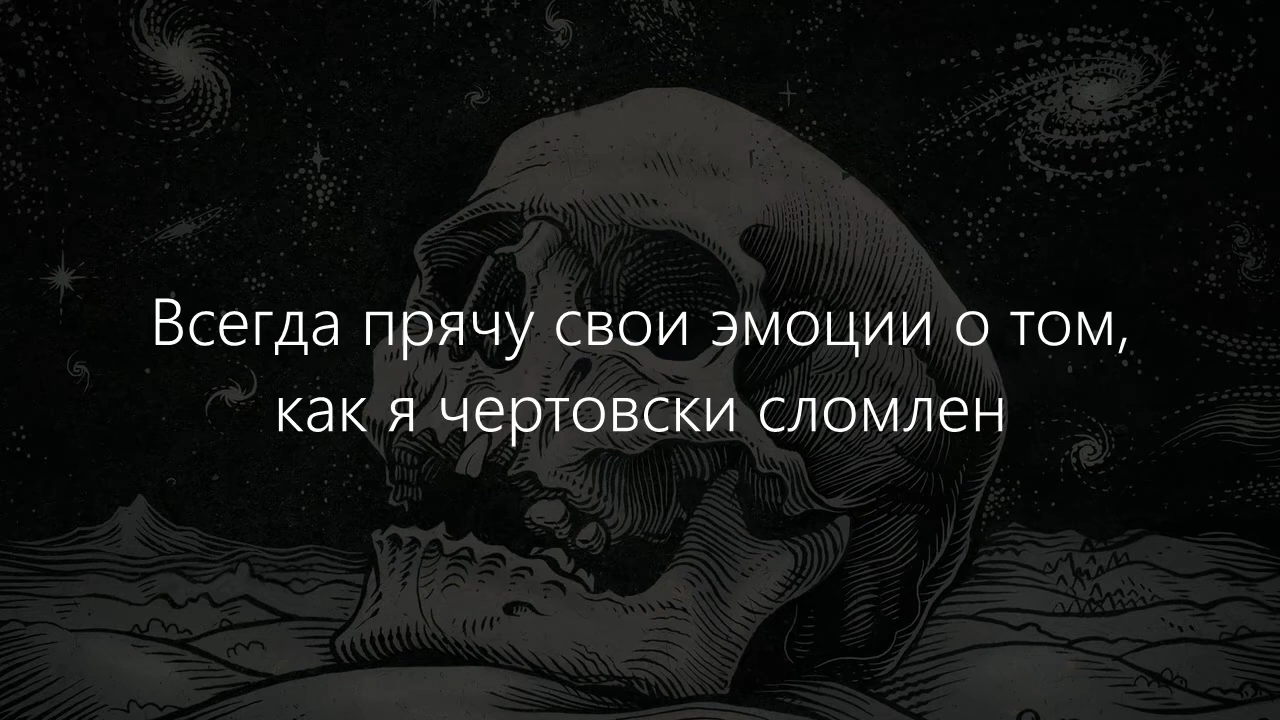 Всегда прячу свои эмоции о том,
как я чертовски сломлен